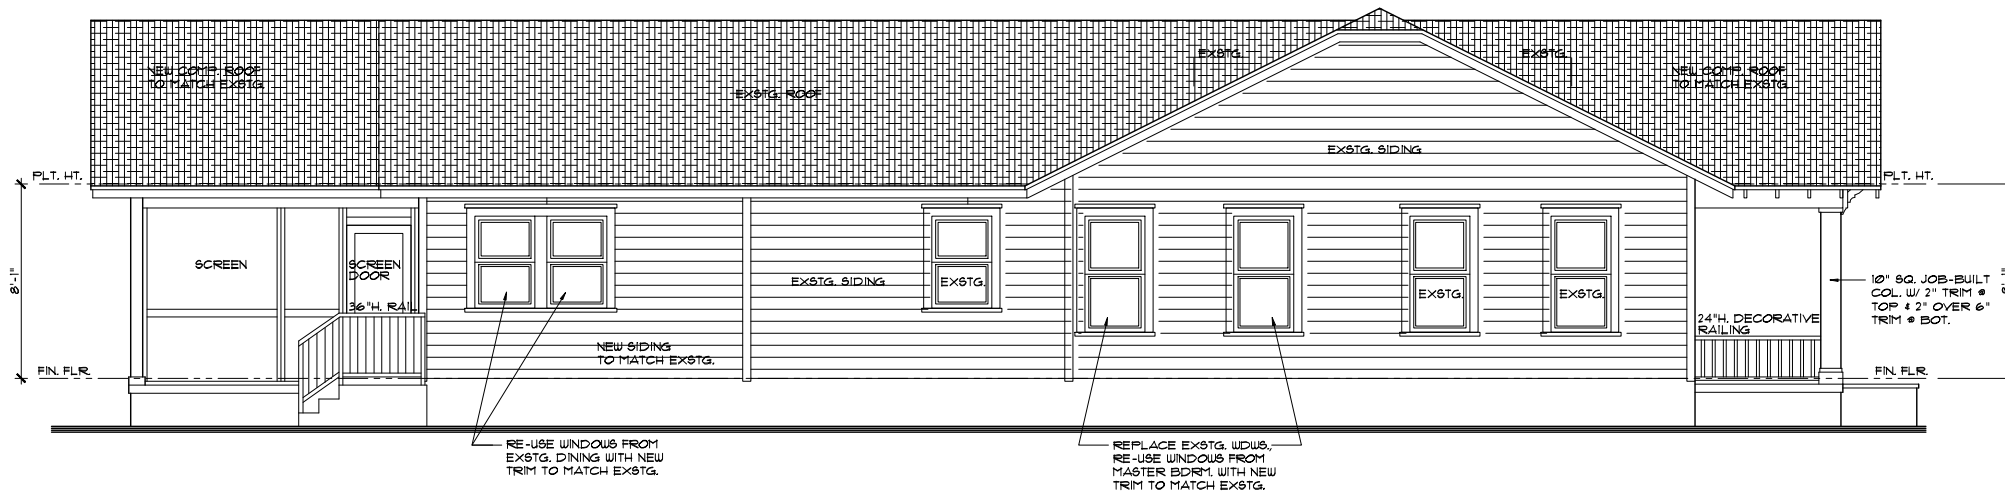 EXSTG.
EXSTG.
NEW COMP. ROOF
TO MATCH EXSTG.
EXSTG. ROOF
NEW COMP. ROOF
TO MATCH EXSTG.
EXSTG. SIDING
PLT. HT.
PLT. HT.
8'-1"
SCREEN
SCREEN
DOOR
36"H. RAIL
EXSTG. SIDING
EXSTG.
EXSTG.
EXSTG.
10" SQ. JOB-BUILT
COL. W/ 2" TRIM @
TOP & 2" OVER 6"
TRIM @ BOT.
24"H. DECORATIVE
RAILING
NEW SIDING
TO MATCH EXSTG.
FIN. FLR.
FIN. FLR.
RE-USE WINDOWS FROM
EXSTG. DINING WITH NEW
TRIM TO MATCH EXSTG.
REPLACE EXSTG. WDWS.,
RE-USE WINDOWS FROM
MASTER BDRM. WITH NEW
TRIM TO MATCH EXSTG.